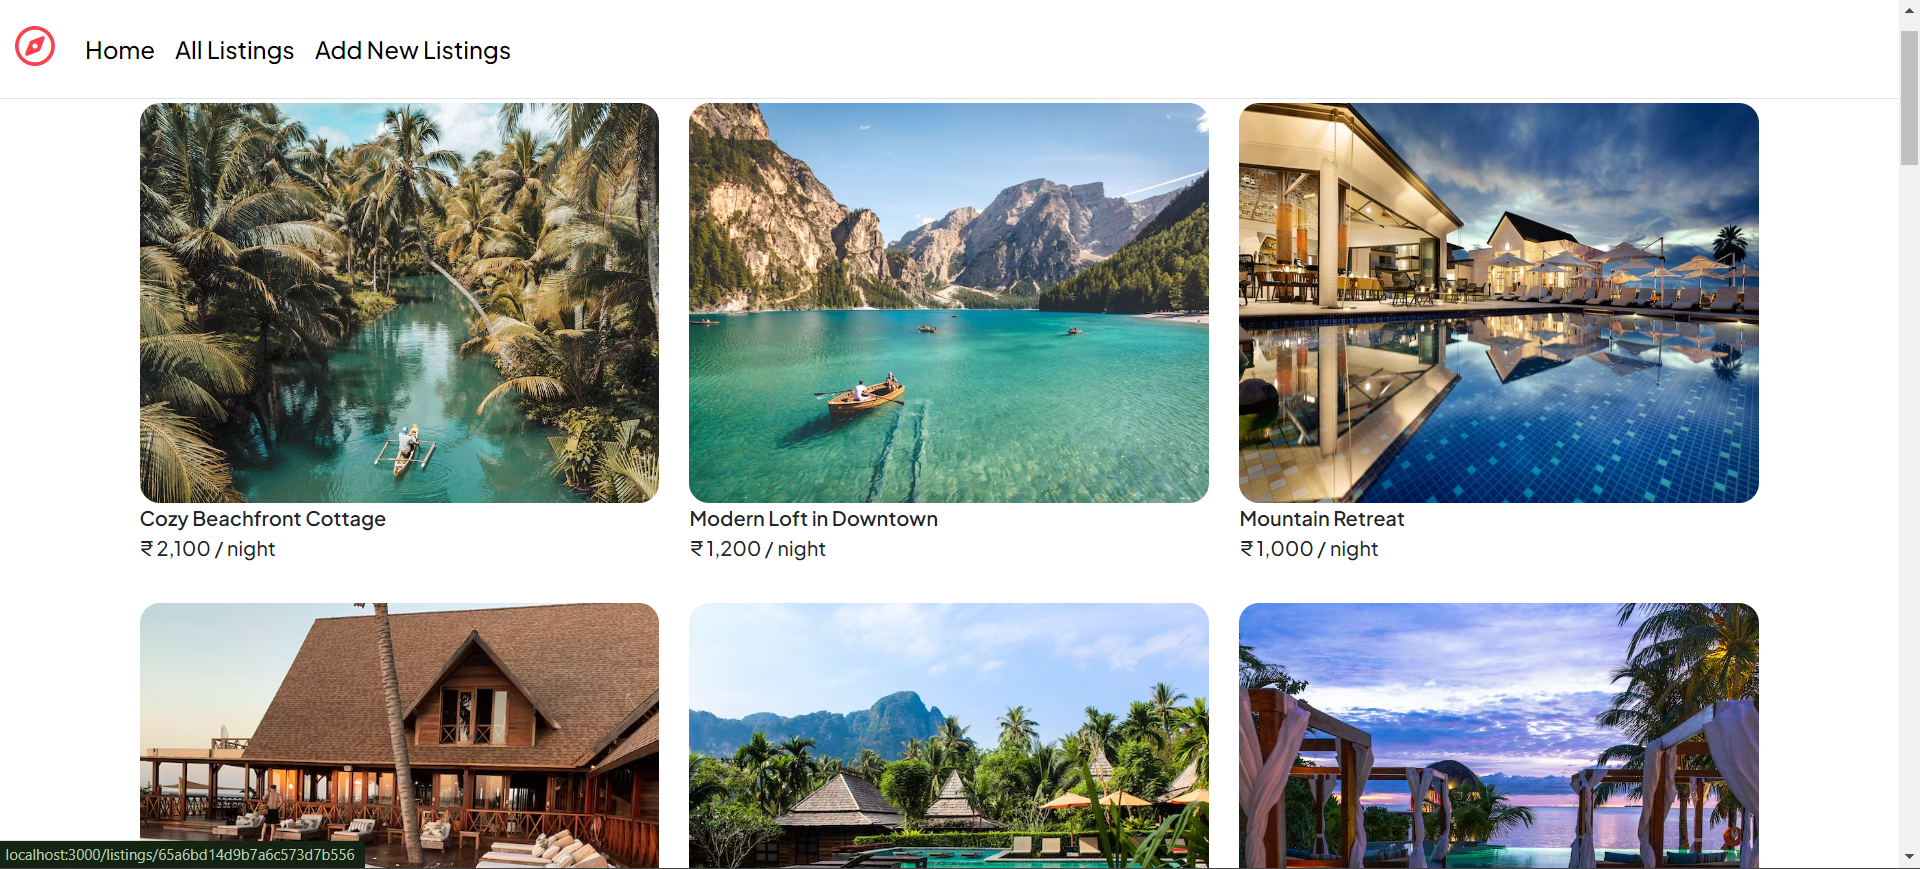 Home All Listings Add New Listings
Cozy Beachfront Cottage
₹ 2,100 / night
Modern Loft in Downtown
₹ 1,200 / night
Mountain Retreat
₹ 1,000 / night
localhost:3000/listings/65a6bd14d9b7a6c573d7b556